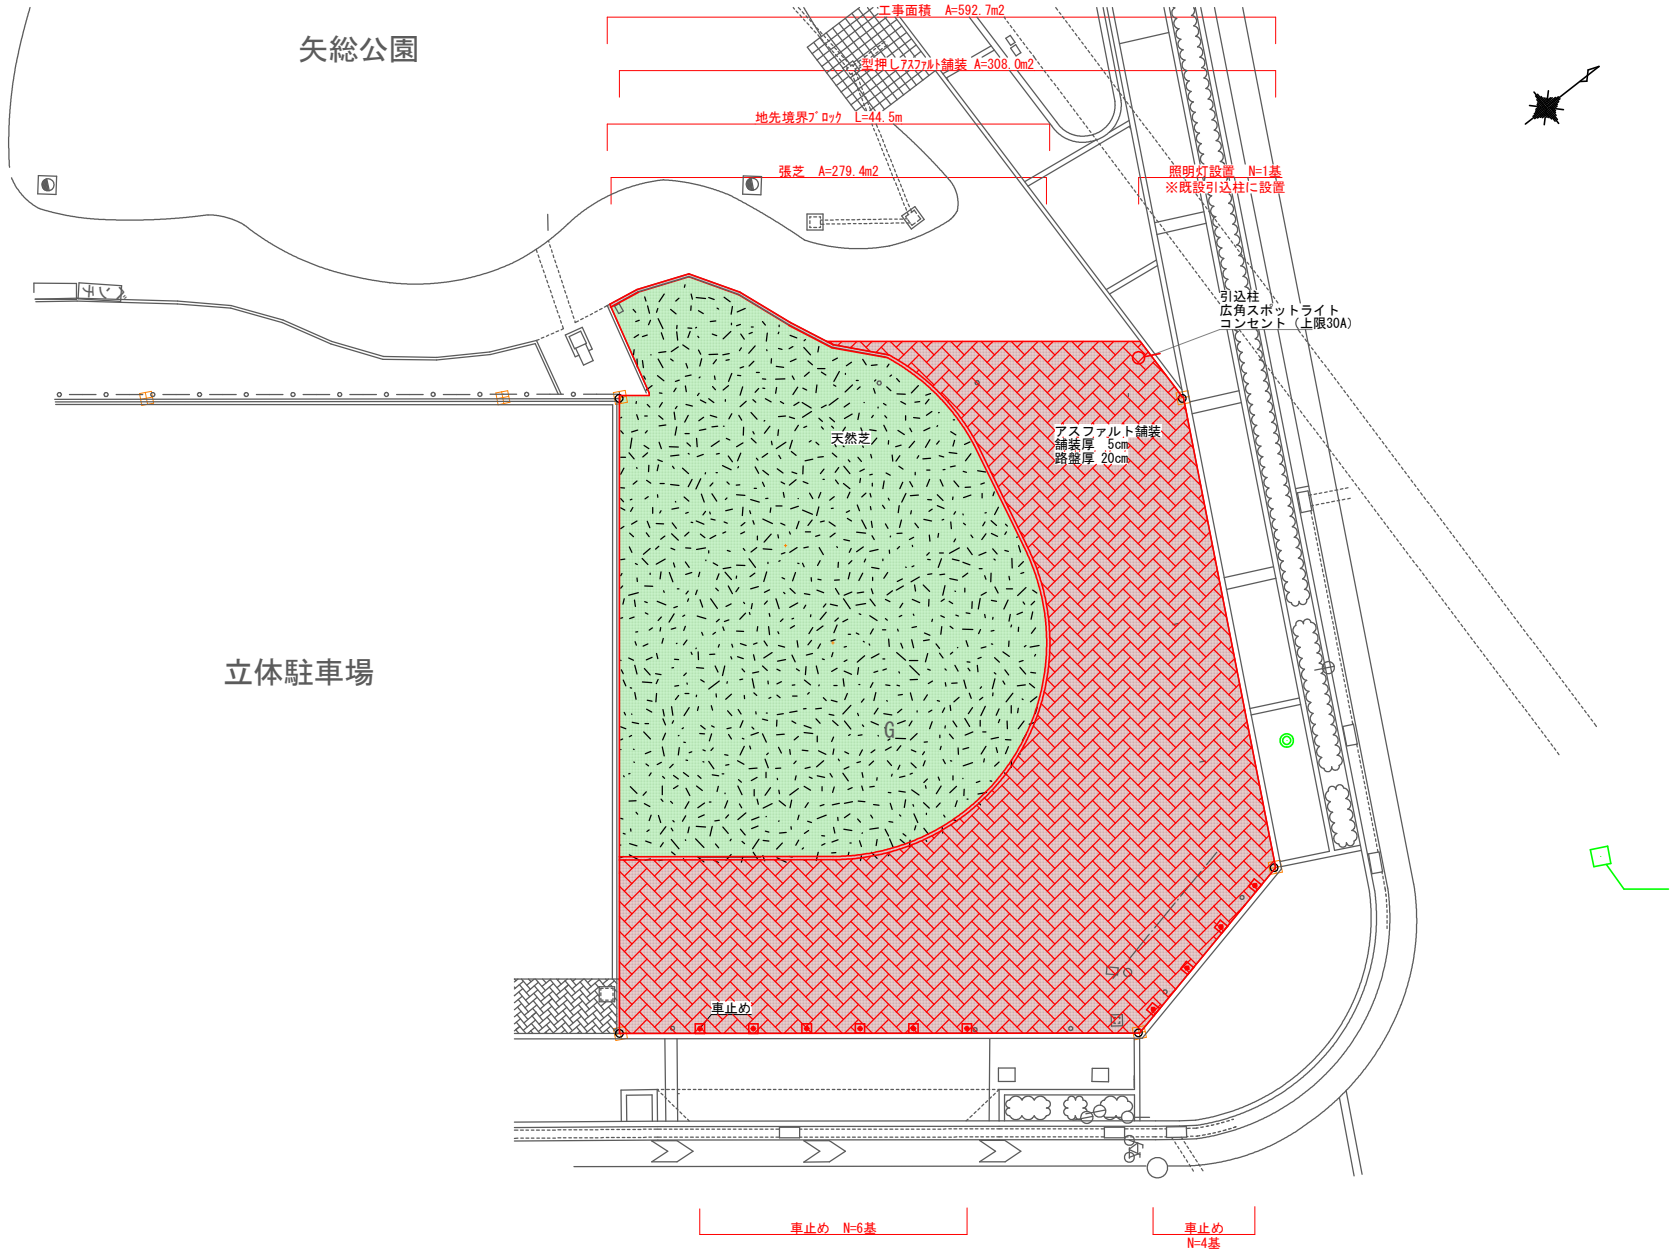 工事面積 A=592.7m2
矢総公園
型押しｱｽﾌｧﾙﾄ舗装 A=308.0m2
地先境界ﾌﾞﾛｯｸ L=44.5m
張芝 A=279.4m2
照明灯設置 N=1基
※既設引込柱に設置
引込柱
広角スポットライト
コンセント（上限30A）
天然芝
アスファルト舗装
舗装厚 5cm
路盤厚 20cm
立体駐車場
G
車止め
車止め N=6基
車止め
N=4基